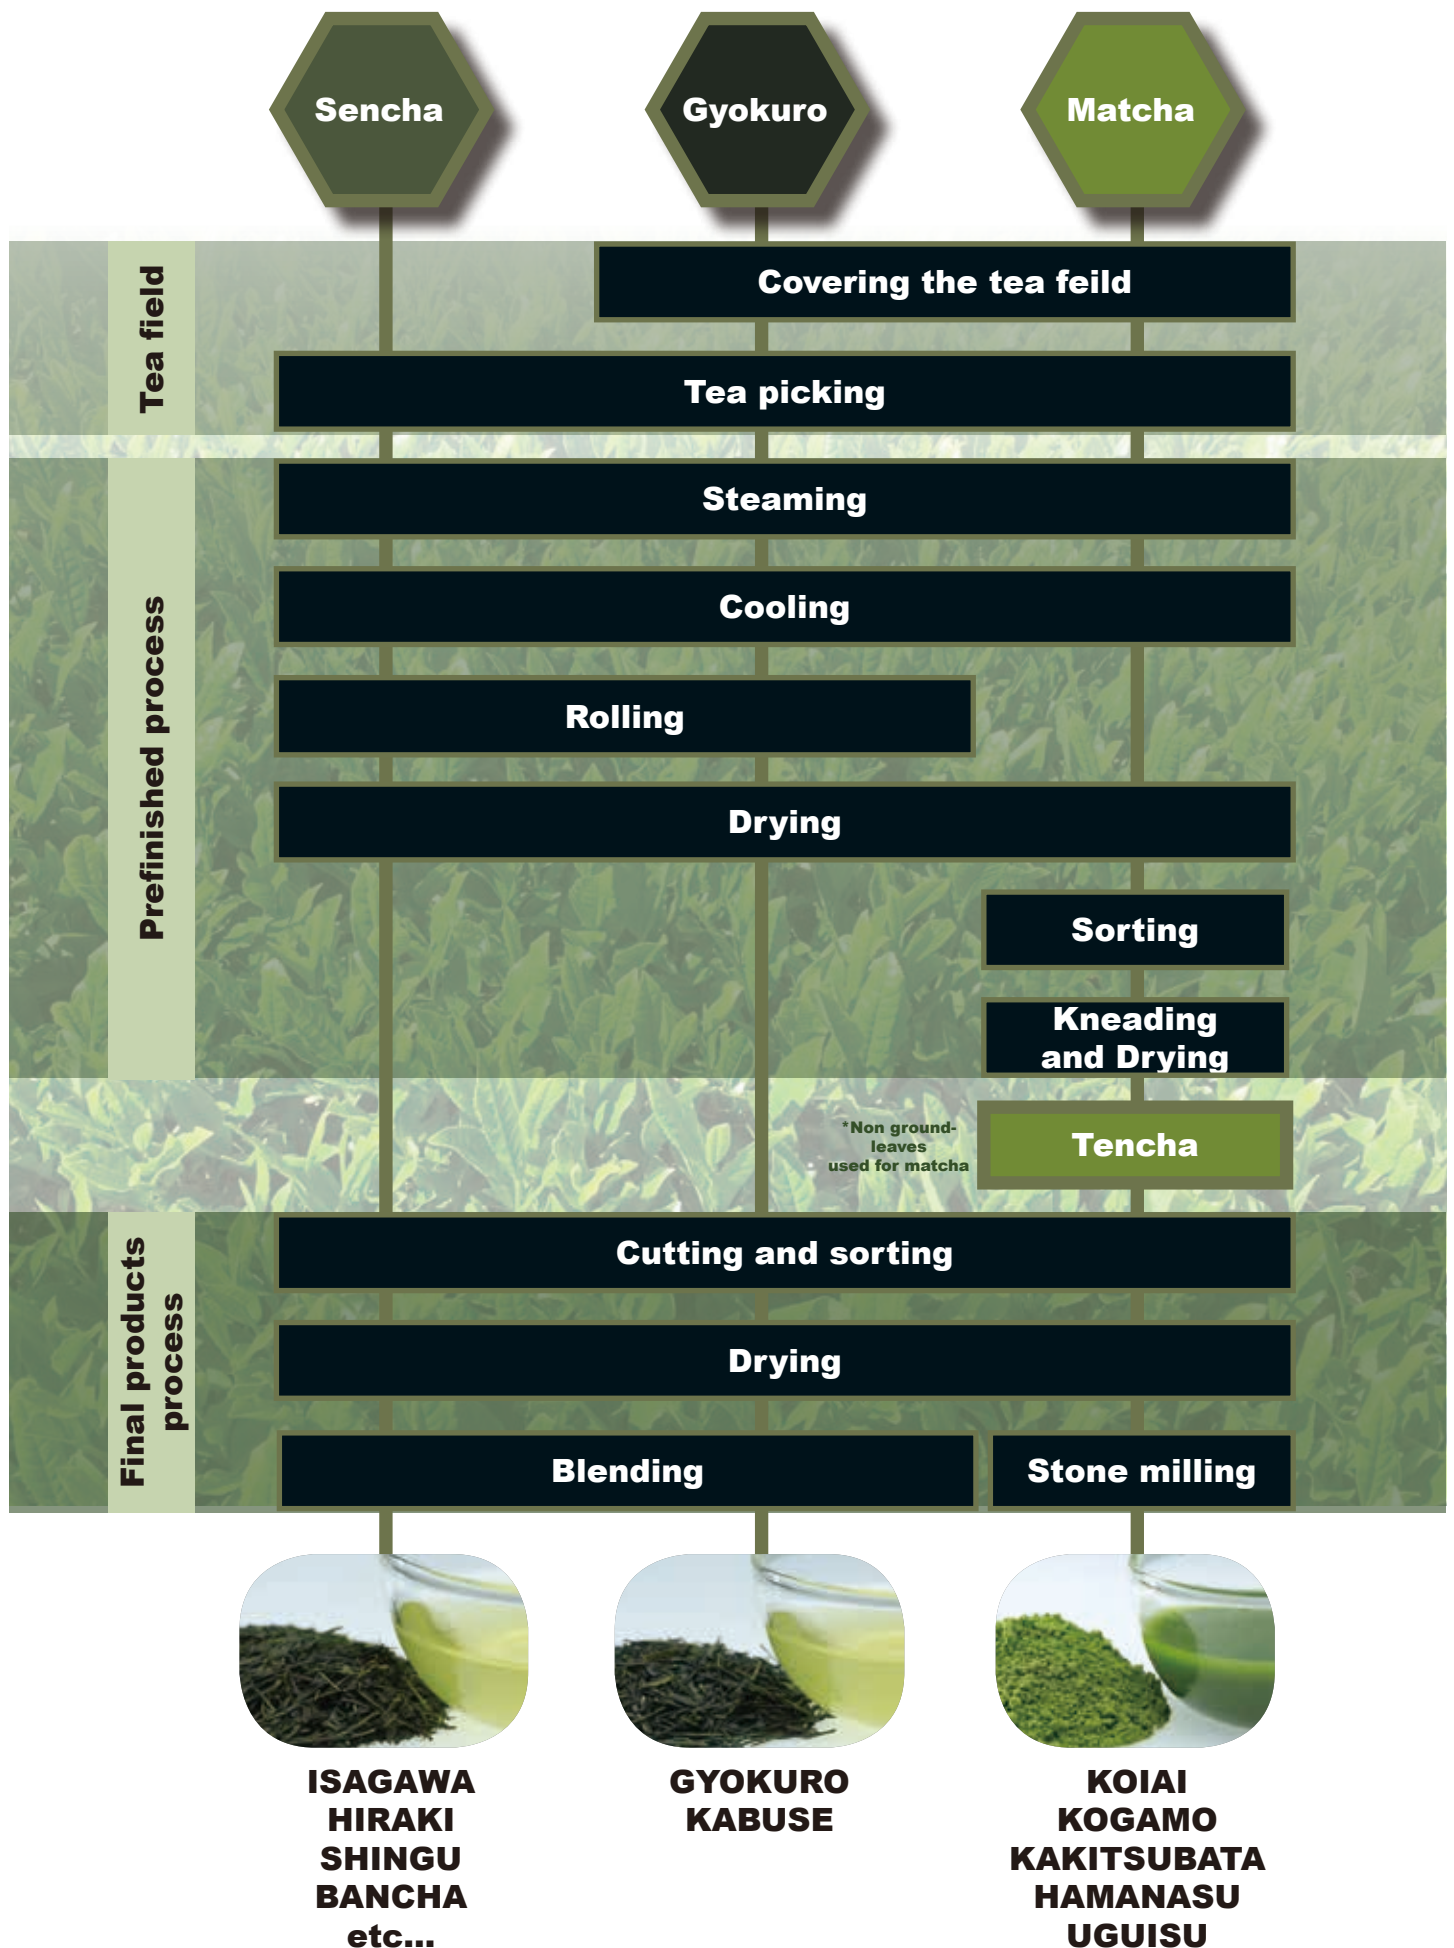 Sencha
Gyokuro
Matcha
Tea field
Covering the tea feild
Tea picking
Prefinished process
Steaming
Cooling
Rolling
Drying
Sorting
Kneading
and Drying
*Non ground-
leaves
used for matcha
Tencha
Final products
process
Cutting and sorting
Drying
Blending
Stone milling
ISAGAWA
HIRAKI
SHINGU
BANCHA
etc...
GYOKURO
KABUSE
KOIAI
KOGAMO
KAKITSUBATA
HAMANASU
UGUISU